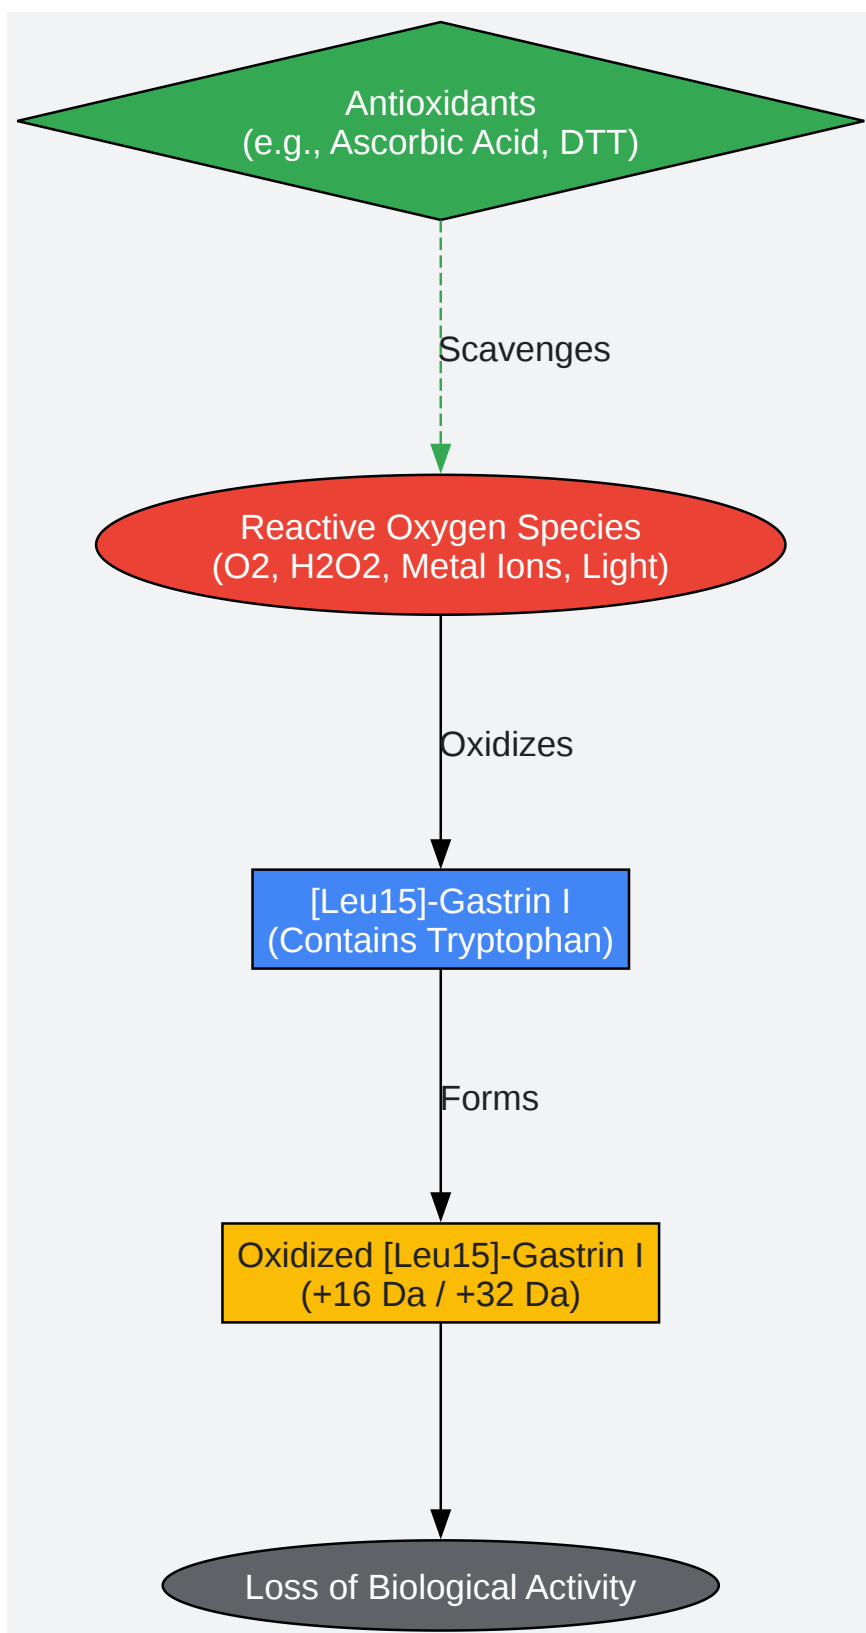 Antioxidants
(e.g., Ascorbic Acid, DTT)
Scavenges
Reactive Oxygen Species
(O2, H2O2, Metal Ions, Light)
Oxidizes
[Leu15]-Gastrin I
(Contains Tryptophan)
Forms
Oxidized [Leu15]-Gastrin I
(+16 Da / +32 Da)
Loss of Biological Activity